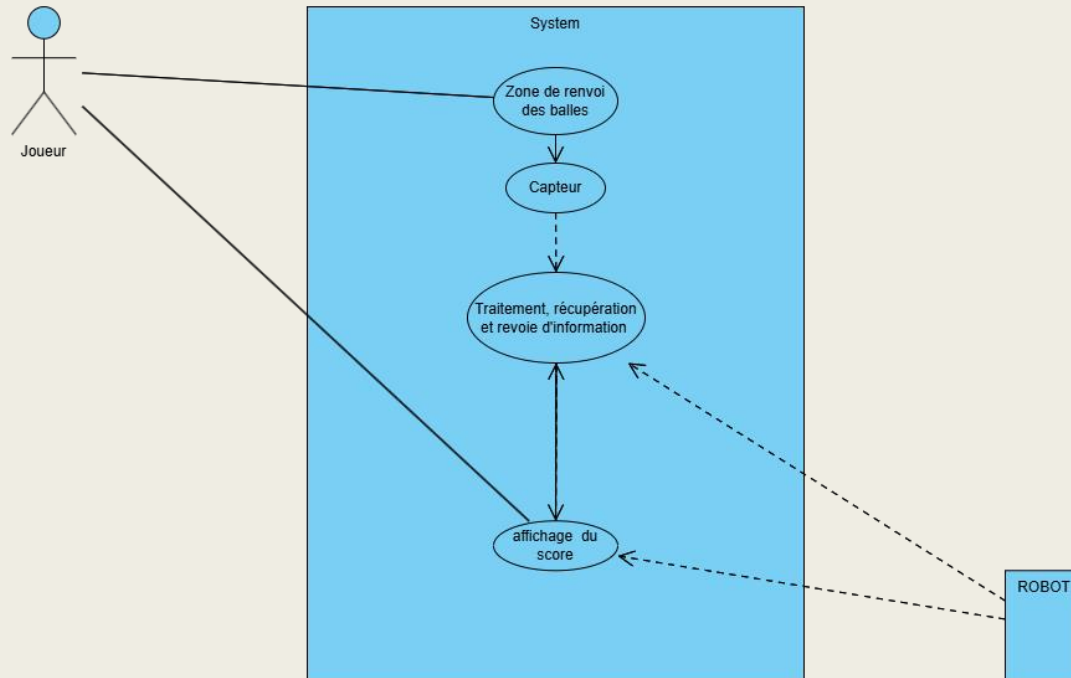 System
Zone de renvoi
des balles
Joueur
Capteur
Traitement, récupération
et revoie d'information
affichage du
score
ROBOT